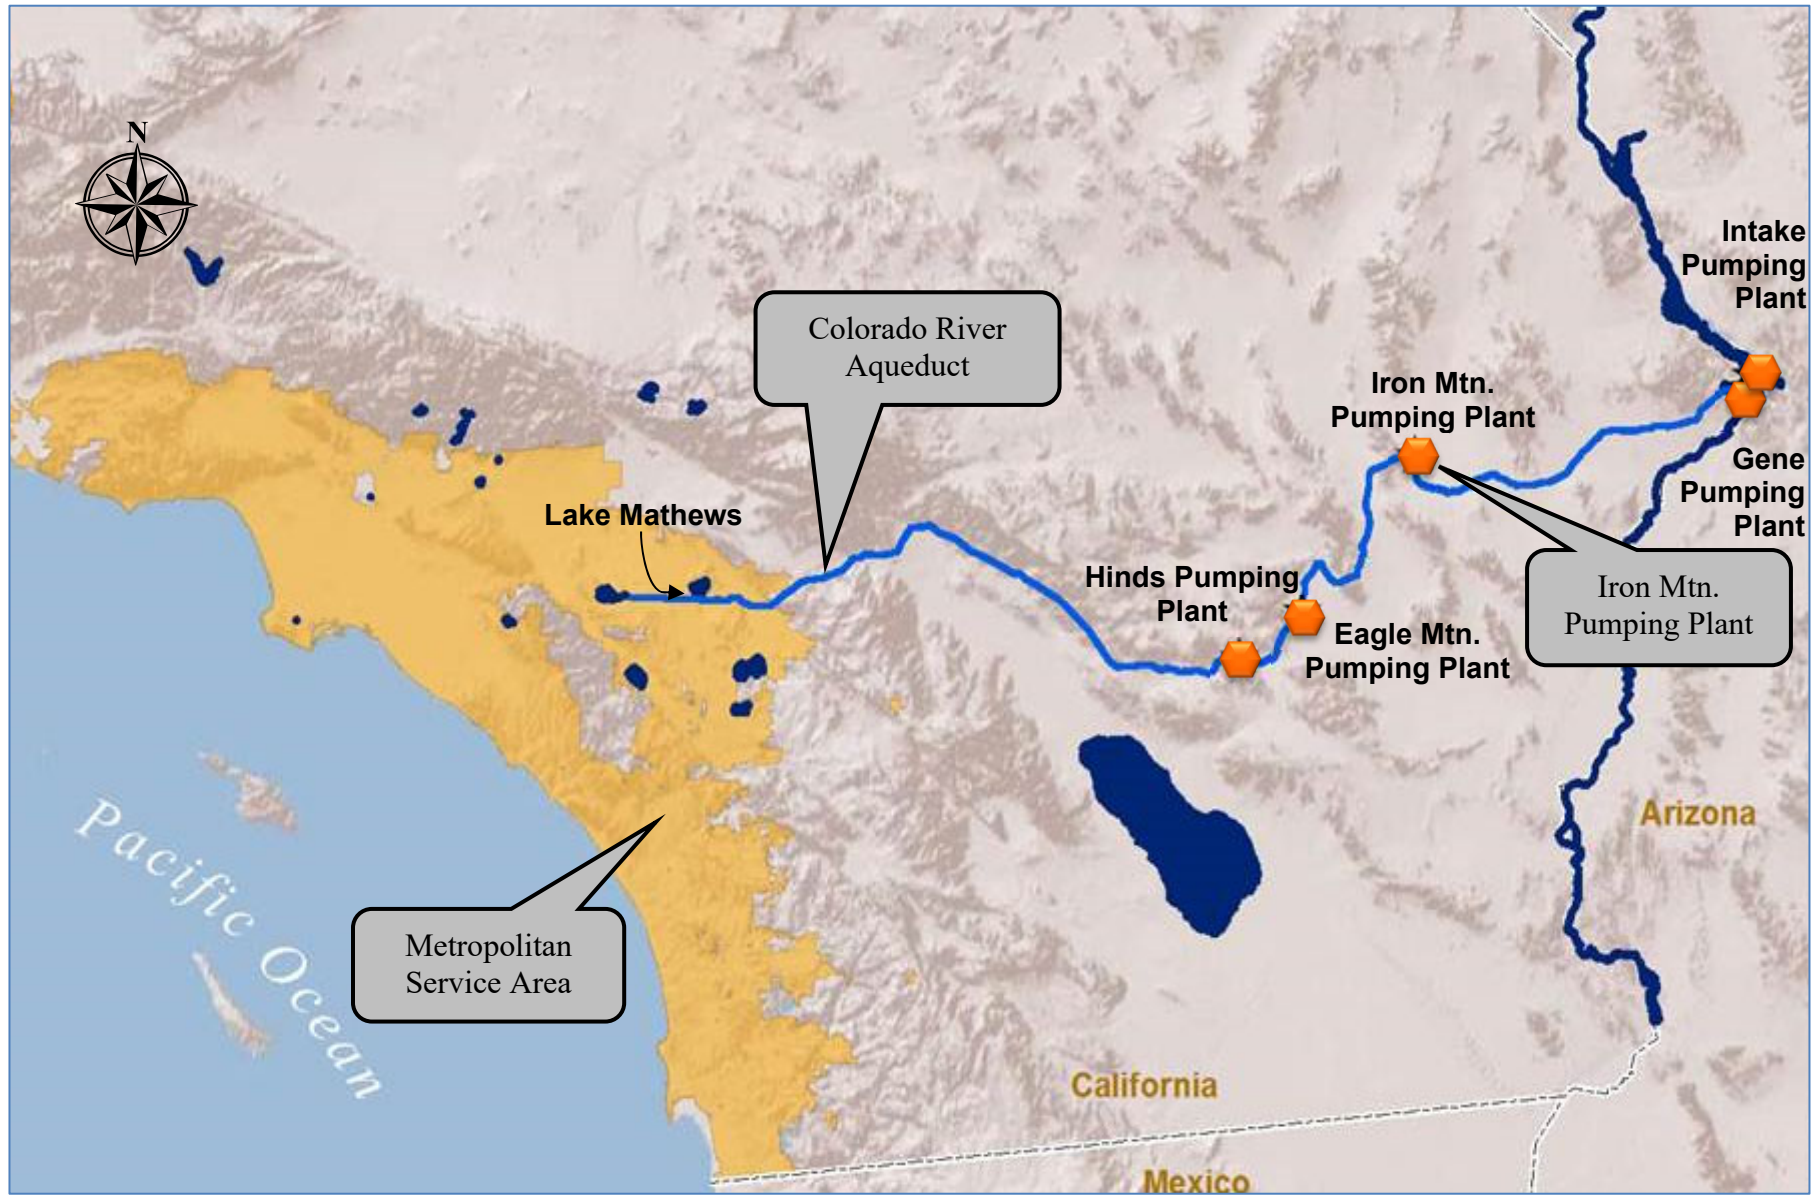 N
Intake
Pumping
Plant
Colorado River
Aqueduct
Iron Mtn.
Pumping Plant
Gene
Pumping
Plant
Lake Mathews
Hinds Pumping
Plant
Iron Mtn.
Pumping Plant
Eagle Mtn.
Pumping Plant
Arizona
Pacific Ocean
Metropolitan
Service Area
California
Mexico